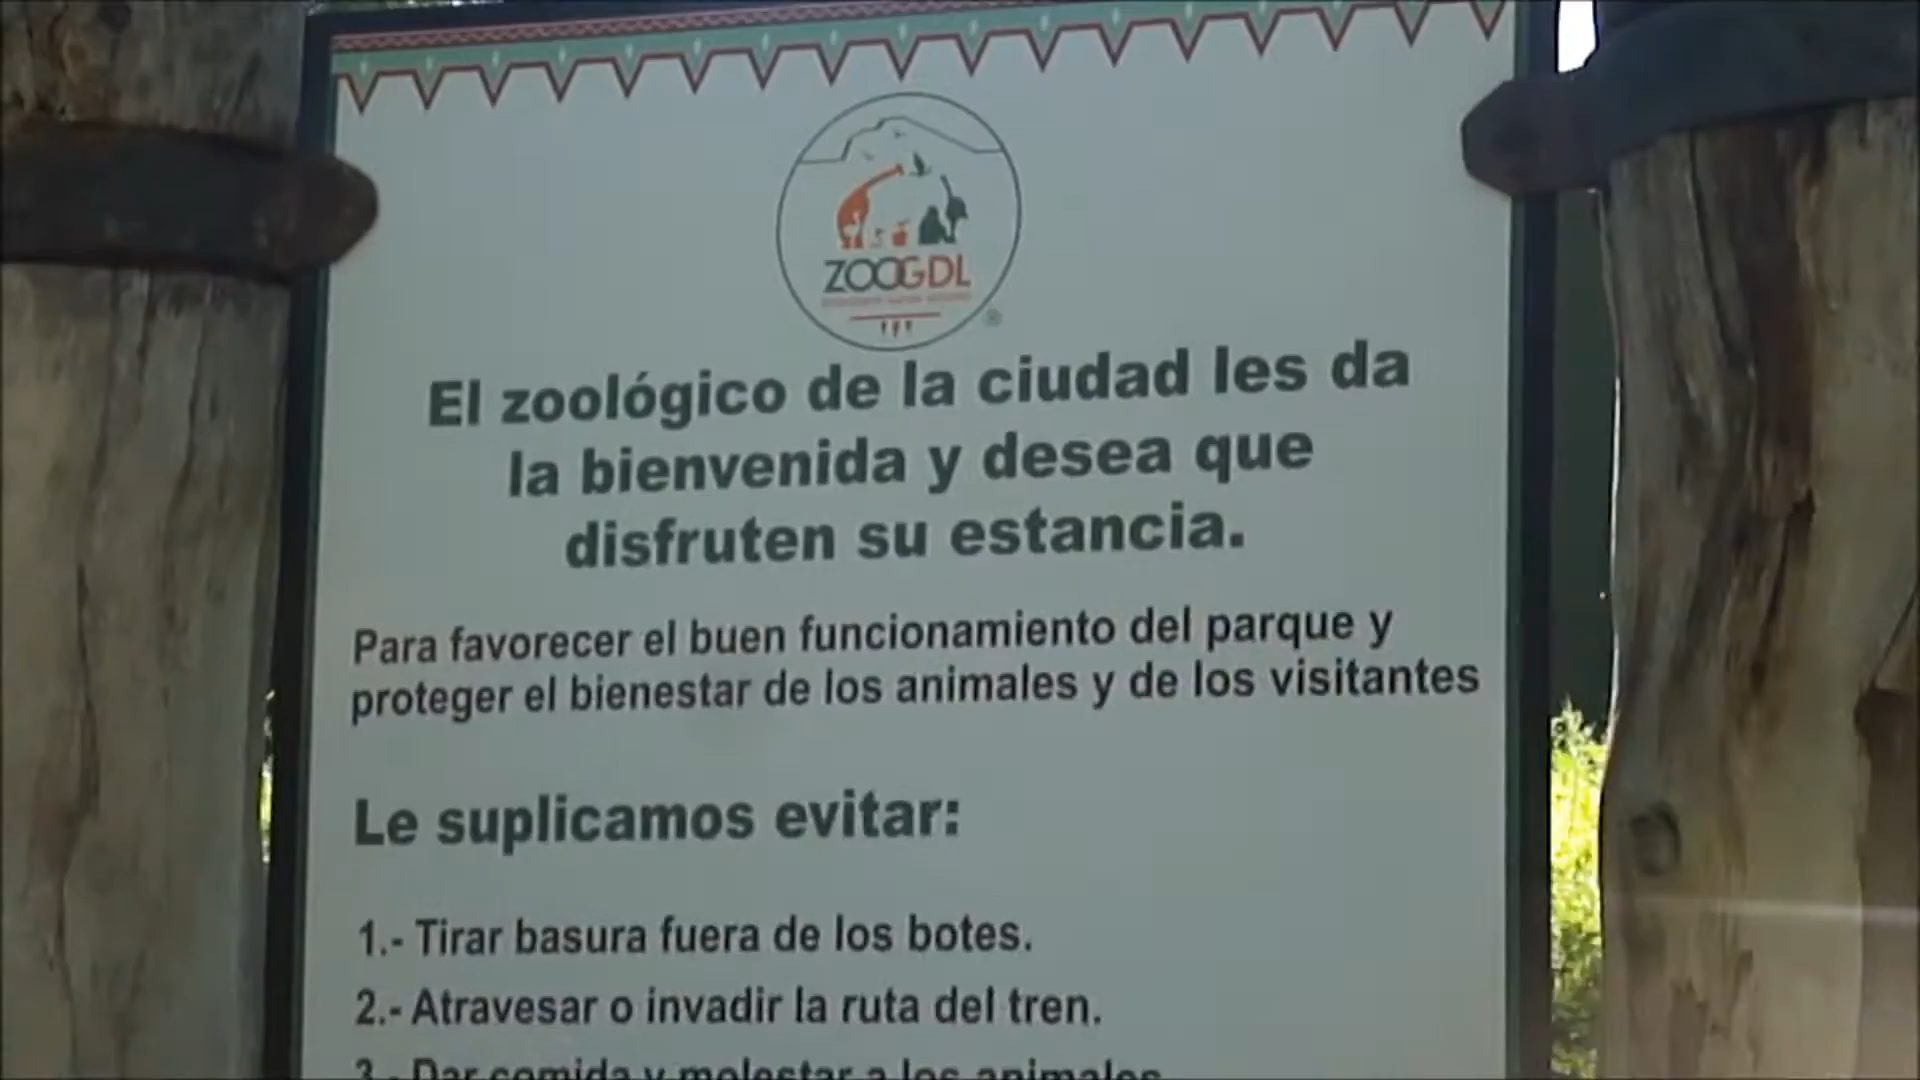 ZOOGDL
®
El zoológico de la ciudad les da
la bienvenida y desea que
disfruten su estancia.
Para favorecer el buen funcionamiento del parque y
proteger el bienestar de los animales y de los visitantes
Le suplicamos evitar:
1.- Tirar basura fuera de los botes.
2.- Atravesar o invadir la ruta del tren.
3.- Dar comida y molestar a los animales